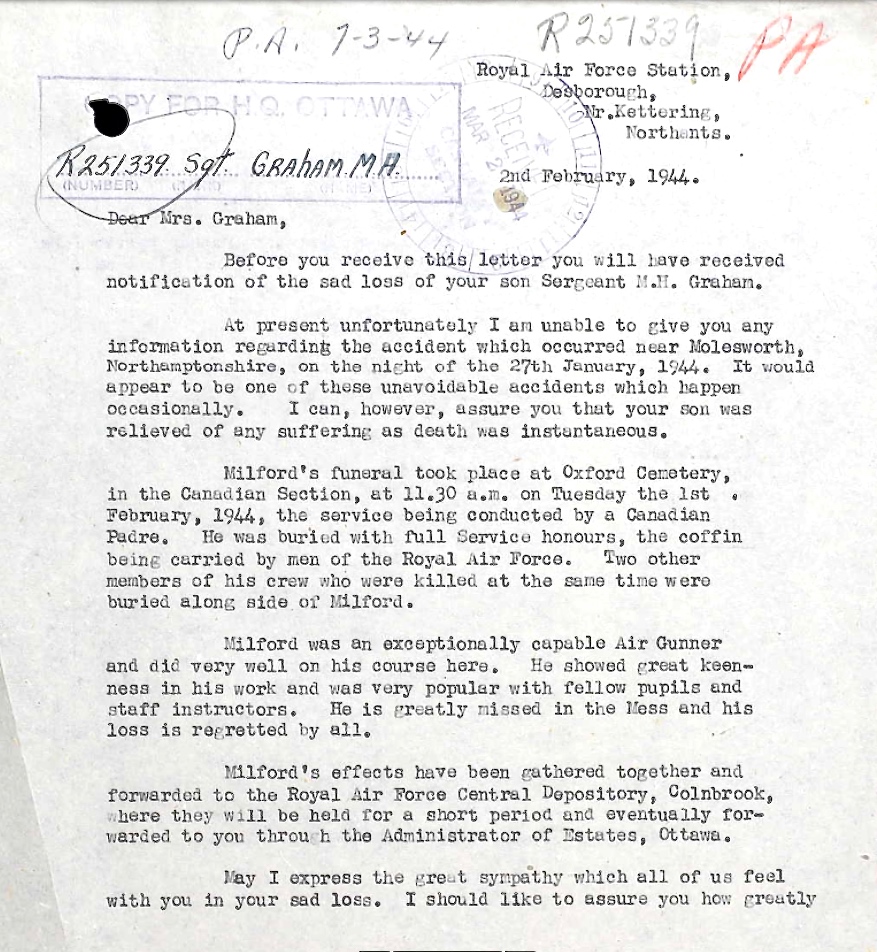 P.A. 7-3-44
R251339
PA
Royal Air Force Station,
Desborough,
Nr.Kettering,
Northants.
COPY FOR H.Q. OTTAWA
R251339 Sgt. GRAHAM M.H.
(NUMBER)
RECEIVED
MAR 2 1944
2nd February, 1944.
Dear Mrs. Graham,
Before you receive this letter you will have received
notification of the sad loss of your son Sergeant M.H. Graham.
At present unfortunately I am unable to give you any
information regarding the accident which occurred near Molesworth,
Northamptonshire, on the night of the 27th January, 1944. It would
appear to be one of these unavoidable accidents which happen
occasionally. I can, however, assure you that your son was
relieved of any suffering as death was instantaneous.
Milford's funeral took place at Oxford Cemetery,
in the Canadian Section, at 11.30 a.m. on Tuesday the 1st .
February, 1944, the service being conducted by a Canadian
Padre. He was buried with full Service honours, the coffin
being carried by men of the Royal Air Force. Two other
members of his crew who were killed at the same time were
buried along side of Milford.
Milford was an exceptionally capable Air Gunner
and did very well on his course here. He showed great keen-
ness in his work and was very popular with fellow pupils and
staff instructors. He is greatly missed in the Mess and his
loss is regretted by all.
Milford's effects have been gathered together and
forwarded to the Royal Air Force Central Depository, Colnbrook,
where they will be held for a short period and eventually for-
warded to you through the Administrator of Estates, Ottawa.
May I express the great sympathy which all of us feel
with you in your sad loss. I should like to assure you how greatly